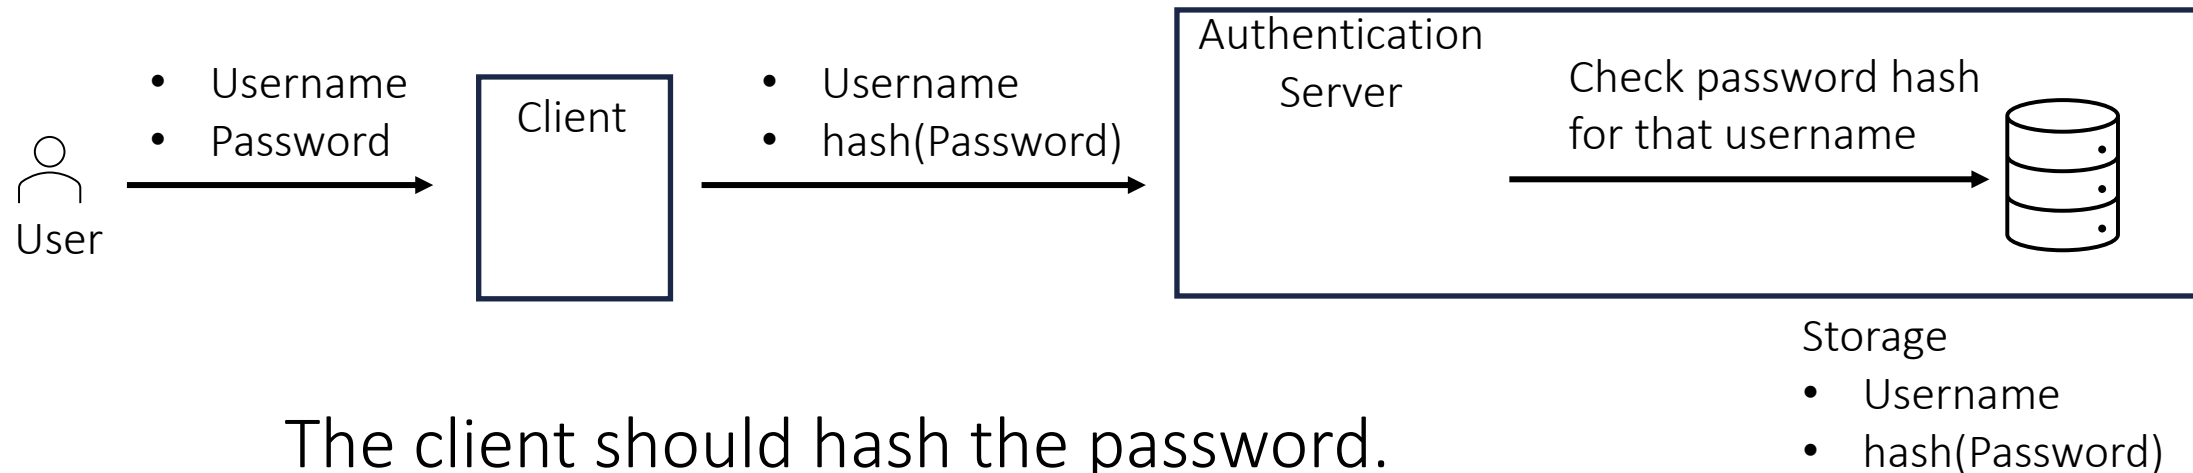 • Username
• Password
User
Client
• Username
• hash(Password)
Authentication
Server
Check password hash
for that username
Storage
• Username
• hash(Password)
The client should hash the password.